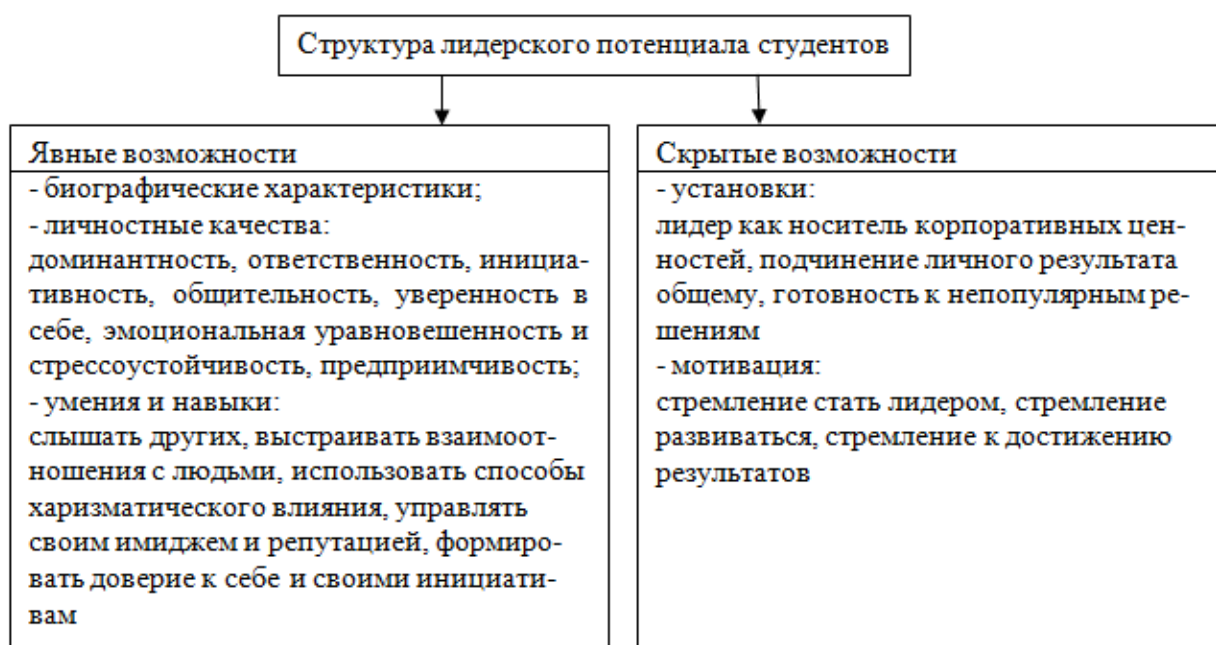 Структура лидерского потенциала студентов
Явные возможности
- биографические характеристики;
- личностные качества:
доминантность, ответственность, инициа-
тивность, общительность, уверенность в
себе, эмоциональная уравновешенность и
стрессоустойчивость, предприимчивость;
- умения и навыки:
слышать других, выстраивать взаимоот-
ношения с людьми, использовать способы
харизматического влияния, управлять
своим имиджем и репутацией, формиро-
вать доверие к себе и своими инициати-
вам
Скрытые возможности
- установки:
лидер как носитель корпоративных цен-
ностей, подчинение личного результата
общему, готовность к непопулярным ре-
шениям
- мотивация:
стремление стать лидером, стремление
развиваться, стремление к достижению
результатов